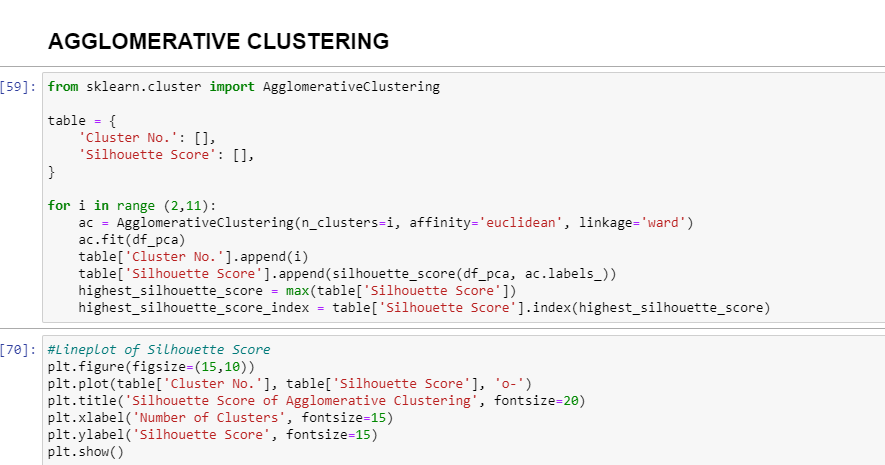 AGGLOMERATIVE CLUSTERING
[59]: from sklearn.cluster import AgglomerativeClustering
table = {
'Cluster No.': [],
'Silhouette Score': [],
}
for i in range (2,11):
ac = AgglomerativeClustering(n_clusters=i, affinity='euclidean', linkage='ward')
ac.fit(df_pca)
table['Cluster No.'].append(i)
table['Silhouette Score'].append(silhouette_score(df_pca, ac.labels_))
highest_silhouette_score = max(table['Silhouette Score'])
highest_silhouette_score_index = table['Silhouette Score'].index(highest_silhouette_score)
[70]: #Lineplot of Silhouette Score
plt.figure(figsize=(15,10))
plt.plot(table['Cluster No.'], table['Silhouette Score'], 'o-')
plt.title('Silhouette Score of Agglomerative Clustering', fontsize=20)
plt.xlabel('Number of Clusters', fontsize=15)
plt.ylabel('Silhouette Score', fontsize=15)
plt.show()